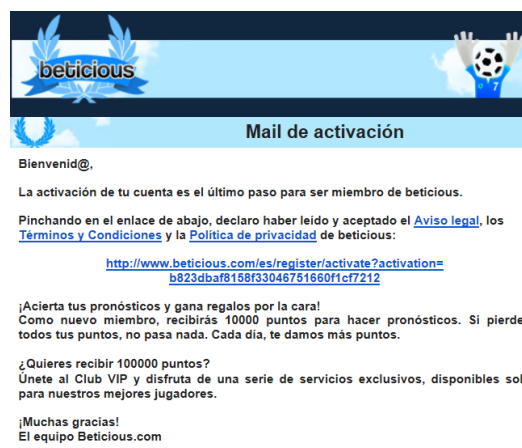 beticious
7
Mail de activación
Bienvenid@,
La activación de tu cuenta es el último paso para ser miembro de beticious.
Pinchando en el enlace de abajo, declaro haber leído y aceptado el Aviso legal, los
Términos y Condiciones y la Política de privacidad de beticious:
http://www.beticious.com/es/register/activate?activation=
b823dbaf8158f33046751660f1cf7212
¡Acierta tus pronósticos y gana regalos por la cara!
Como nuevo miembro, recibirás 10000 puntos para hacer pronósticos. Si pierde
todos tus puntos, no pasa nada. Cada día, te damos más puntos.
¿Quieres recibir 100000 puntos?
Únete al Club VIP y disfruta de una serie de servicios exclusivos, disponibles sol
para nuestros mejores jugadores.
¡Muchas gracias!
El equipo Beticious.com